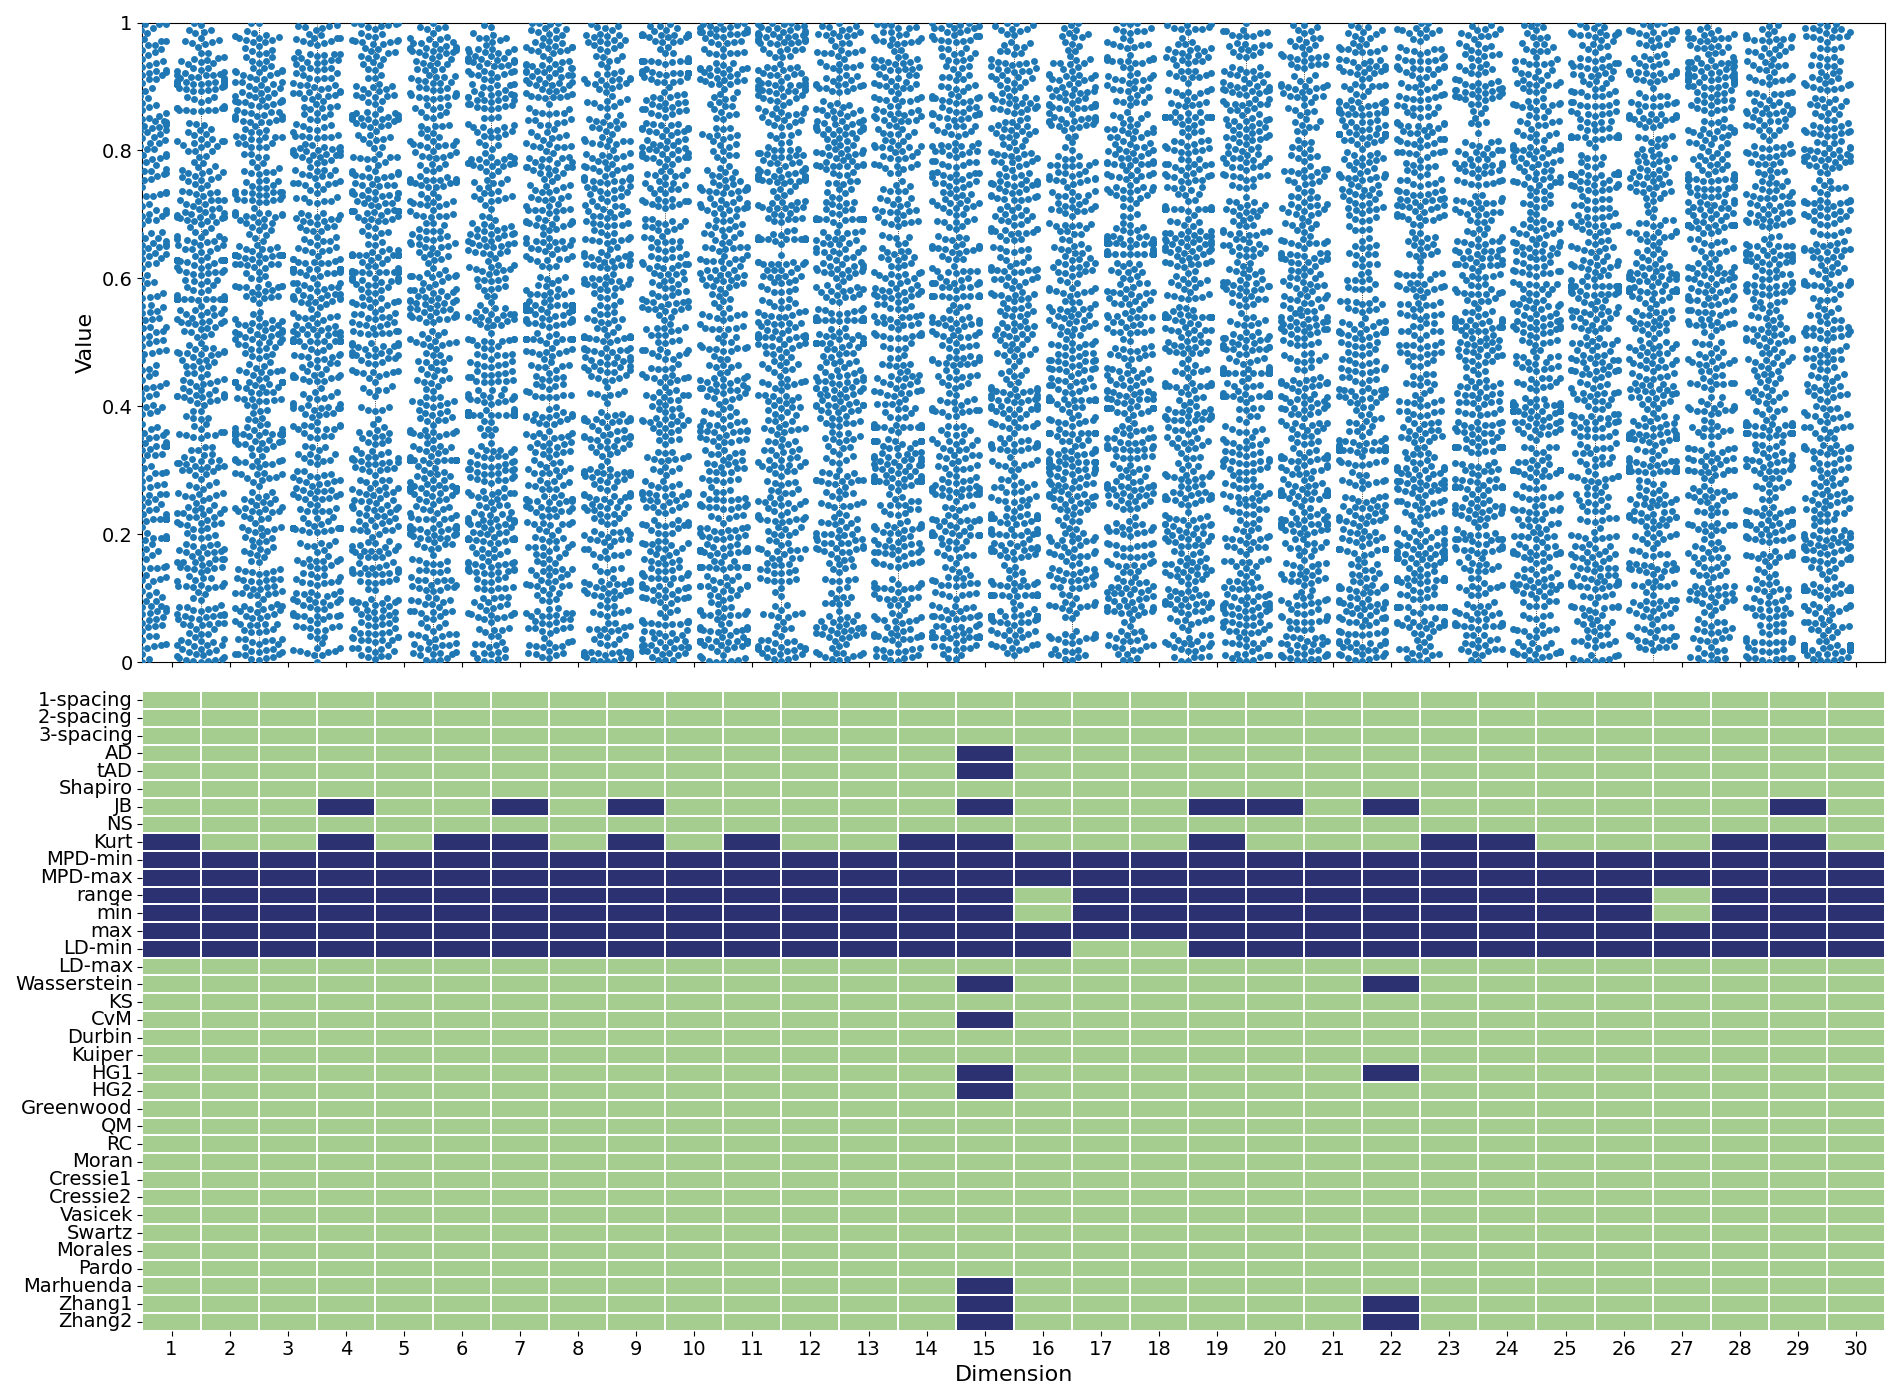 1
0.8
0.6
0.4
0.2
0
Value
1-spacing
2-spacing
3-spacing
AD
tAD
Shapiro
JB
NS
Kurt
MPD-min
MPD-max
range
min
max
LD-min
LD-max
Wasserstein
KS
CvM
Durbin
Kuiper
HG1
HG2
Greenwood
QM
RC
Moran
Cressie1
Cressie2
Vasicek
Swartz
Morales
Pardo
Marhuenda
Zhang1
Zhang2
1 2 3 4 5 6 7 8 9 10 11 12 13 14 15 16 17 18 19 20 21 22 23 24 25 26 27 28 29 30
Dimension